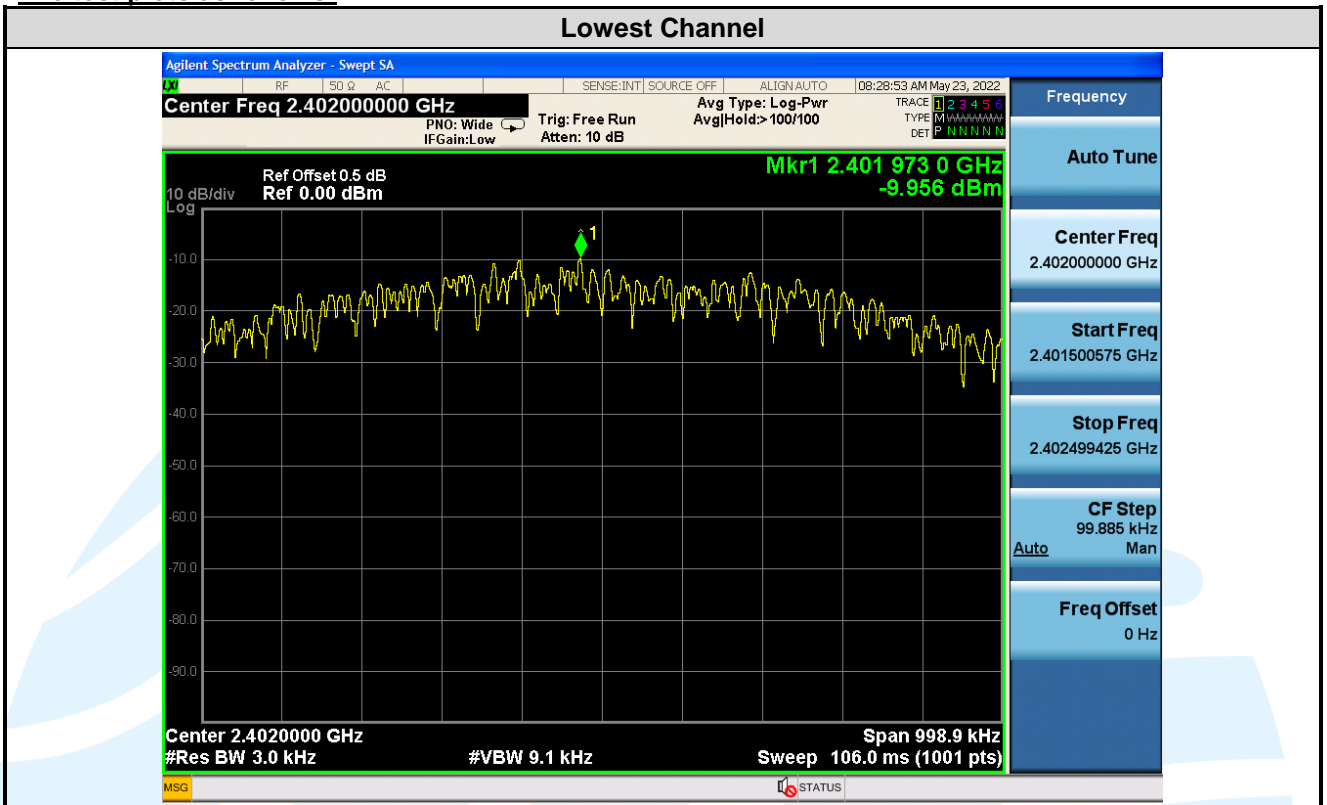 Lowest Channel
Agilent Spectrum Analyzer - Swept SA
LXI RF 50 Ω AC SENSE:INT SOURCE OFF ALIGN AUTO 08:28:53 AM May 23, 2022
Center Freq 2.402000000 GHz
PNO: Wide
IFGain:Low
Trig: Free Run
Atten: 10 dB
Avg Type: Log-Pwr
Avg|Hold:>100/100
TRACE 1 2 3 4 5 6
TYPE M
DET P N N N N N
Mkr1 2.401 973 0 GHz
-9.956 dBm
Ref Offset 0.5 dB
10 dB/div Ref 0.00 dBm
Log
1
-10.0
-20.0
-30.0
-40.0
-50.0
-60.0
-70.0
-80.0
-90.0
Center 2.4020000 GHz Span 998.9 kHz
#Res BW 3.0 kHz #VBW 9.1 kHz Sweep 106.0 ms (1001 pts)
MSG STATUS
Frequency
Auto Tune
Center Freq
2.402000000 GHz
Start Freq
2.401500575 GHz
Stop Freq
2.402499425 GHz
CF Step
99.885 kHz
Auto Man
Freq Offset
0 Hz